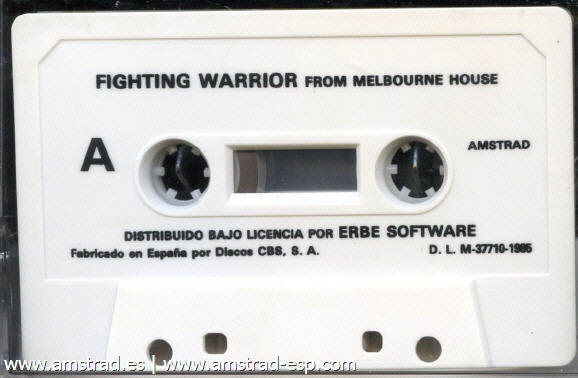 FIGHTING WARRIOR FROM MELBOURNE HOUSE
A
AMSTRAD
DISTRIBUIDO BAJO LICENCIA POR ERBE SOFTWARE
Fabricado en España por Discos CBS, S. A. D. L. M-37710-1985
www.amstrad.es | www.amstrad-esp.com